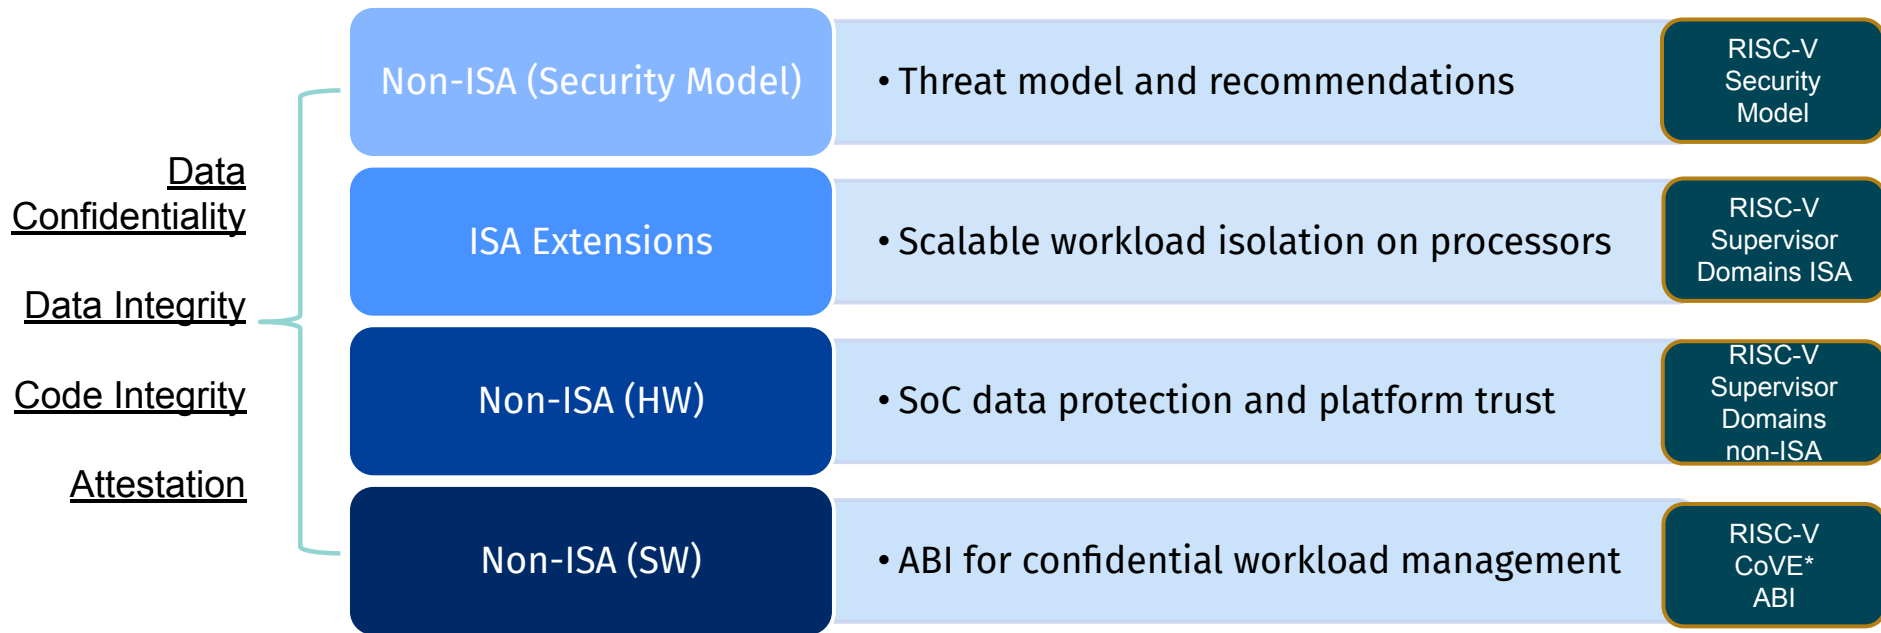 Data
Confidentiality
Data Integrity
Code Integrity
Attestation
Non-ISA (Security Model)
• Threat model and recommendations
RISC-V
Security
Model
ISA Extensions
• Scalable workload isolation on processors
RISC-V
Supervisor
Domains ISA
Non-ISA (HW)
• SoC data protection and platform trust
RISC-V
Supervisor
Domains
non-ISA
Non-ISA (SW)
• ABI for confidential workload management
RISC-V
CoVE*
ABI